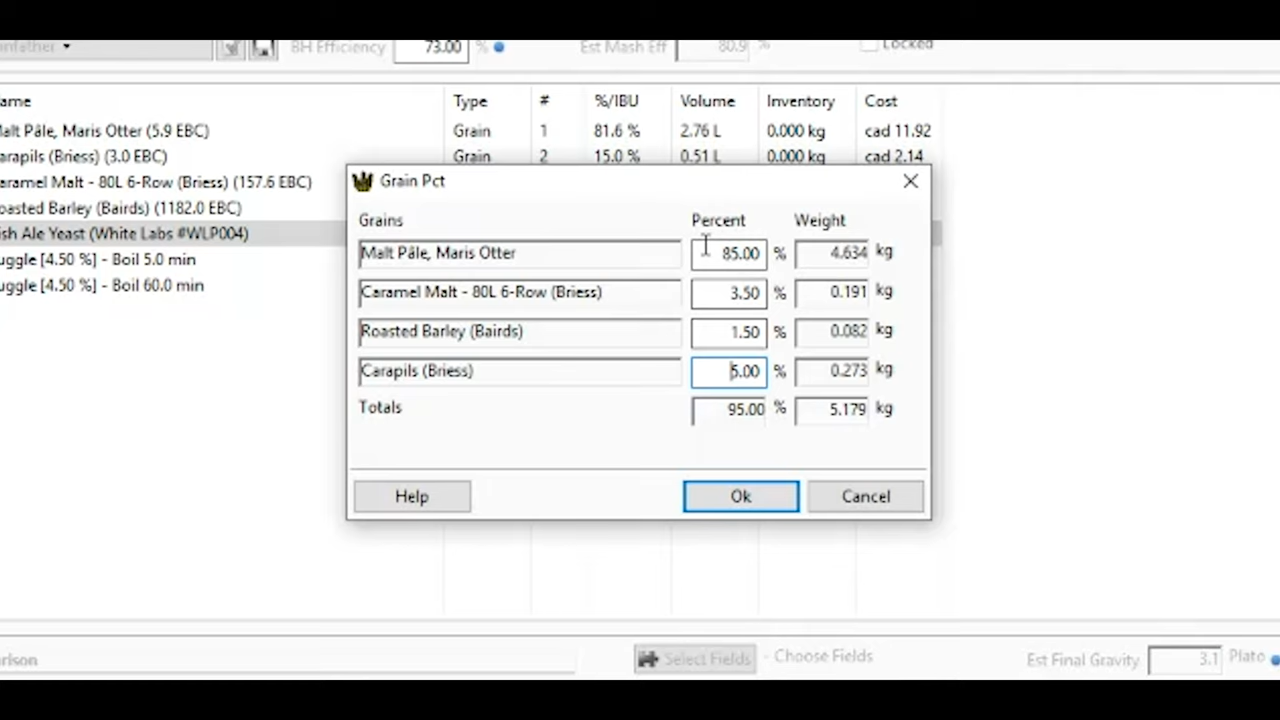 nfather
BH Efficiency 73.00 %
Est Mash Eff 80.9 %
Locked
ame Type # %/IBU Volume Inventory Cost
alt Pâle, Maris Otter (5.9 EBC) Grain 1 81.6 % 2.76 L 0.000 kg cad 11.92
arapils (Briess) (3.0 EBC) Grain 2 15.0 % 0.51 L 0.000 kg cad 2.14
aramel Malt - 80L 6-Row (Briess) (157.6 EBC)
oasted Barley (Bairds) (1182.0 EBC)
ish Ale Yeast (White Labs #WLP004)
uggle [4.50 %] - Boil 5.0 min
uggle [4.50 %] - Boil 60.0 min
Grain Pct
Grains Percent Weight
Malt Pâle, Maris Otter 85.00 % 4.634 kg
Caramel Malt - 80L 6-Row (Briess) 3.50 % 0.191 kg
Roasted Barley (Bairds) 1.50 % 0.082 kg
Carapils (Briess) 5.00 % 0.273 kg
Totals 95.00 % 5.179 kg
Help Ok Cancel
rison
Select Fields - Choose Fields
Est Final Gravity 3.1 Plato